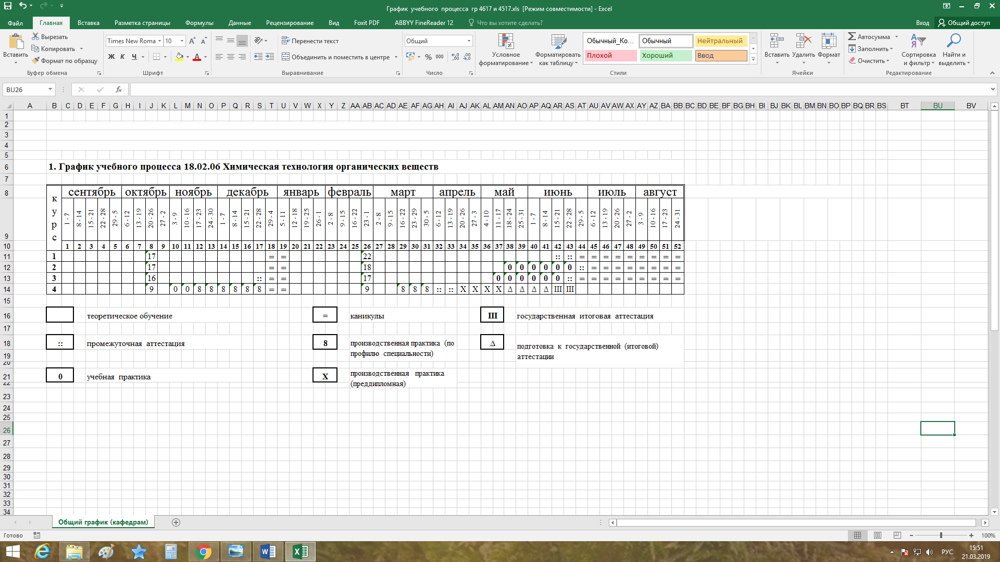 График учебного процесса гр 4617 и 4517.xls [Режим совместимости] - Excel
Файл Главная Вставка Разметка страницы Формулы Данные Рецензирование Вид Foxit PDF ABBYY FineReader 12 Что вы хотите сделать? Вход Общий доступ
Вставить Вырезать Копировать Формат по образцу
Times New Roma 10
Ж К Ч
Перенести текст
Объединить и поместить в центре
Общий
% 000
Условное форматирование Форматировать как таблицу
Обычный_Ко... Обычный Нейтральный
Плохой Хороший Ввод
Вставить Удалить Формат
Автосумма Заполнить Очистить
Сортировка и фильтр Найти и выделить
Буфер обмена Шрифт Выравнивание Число Стили Ячейки Редактирование
BU26 fx
A B C D E F G H I J K L M N O P Q R S T U V W X Y Z AA AB AC AD AE AF AG AH AI AJ AK AL AM AN AO AP AQ AR AS AT AU AV AW AX AY AZ BA BB BC BD BE BF BG BH BI BJ BK BL BM BN BO BP BQ BR BS BT BU BV
1
2
3
4
5
6 1. График учебного процесса 18.02.06 Химическая технология органических веществ
7
8 курс сентябрь октябрь ноябрь декабрь январь февраль март апрель май июнь июль август
9 1 - 7 8 - 14 15 - 21 22 - 28 29 - 5 6 - 12 13 - 19 20 - 26 27 - 2 3 - 9 10 - 16 17 - 23 24 - 30 1 - 7 8 - 14 15 - 21 22 - 28 29 - 4 5 - 11 12 - 18 19 - 25 26 - 1 2 - 8 9 - 15 16 - 22 23 - 1 2 - 8 9 - 15 16 - 22 23 - 29 30 - 5 6 - 12 13 - 19 20 - 26 27 - 3 4 - 10 11 - 17 18 - 24 25 - 31 1 - 7 8 - 14 15 - 21 22 - 28 29 - 5 6 - 12 13 - 19 20 - 26 27 - 2 3 - 9 10 - 16 17 - 23 24 - 31
10 1 2 3 4 5 6 7 8 9 10 11 12 13 14 15 16 17 18 19 20 21 22 23 24 25 26 27 28 29 30 31 32 33 34 35 36 37 38 39 40 41 42 43 44 45 46 47 48 49 50 51 52
11 1 17 = = 22 :: :: = = = = = = = = =
12 2 17 = = 18 0 0 0 0 0 0 :: = = = = = = = =
13 3 16 :: = = 17 0 0 0 0 0 0 :: = = = = = = = = =
14 4 9 0 0 8 8 8 8 8 8 = = 9 8 8 8 :: :: X X X X Δ Δ Δ Δ III III
15
16 теоретическое обучение = каникулы III государственная итоговая аттестация
17
18 :: промежуточная аттестация 8 производственная практика (по профилю специальности) Δ подготовка к государственной (итоговой) аттестации
19
20
21 0 учебная практика X производственная практика (преддипломная)
22
23
24
25
26
27
28
29
30
31
32
33
34
Общий график (кафедрам)
Готово 100%
РУС 15:51
21.03.2019